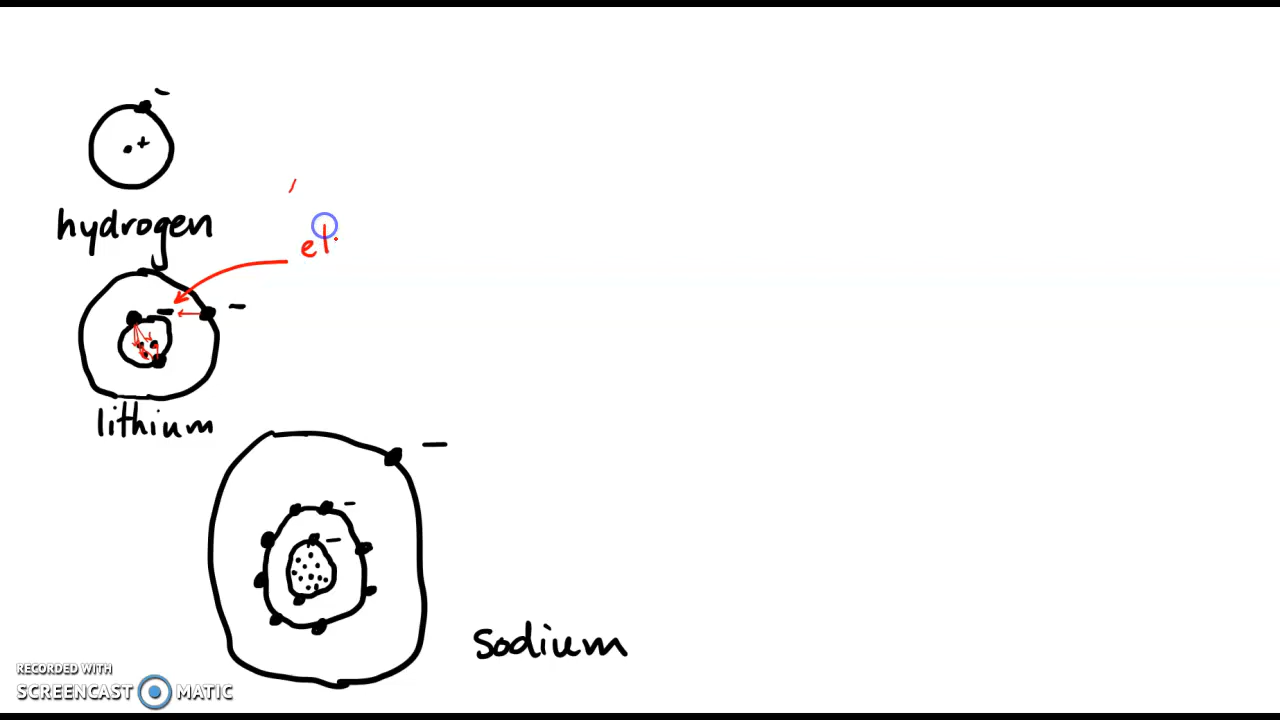 hydrogen
el
lithium
sodium
RECORDED WITH
SCREENCAST MATIC